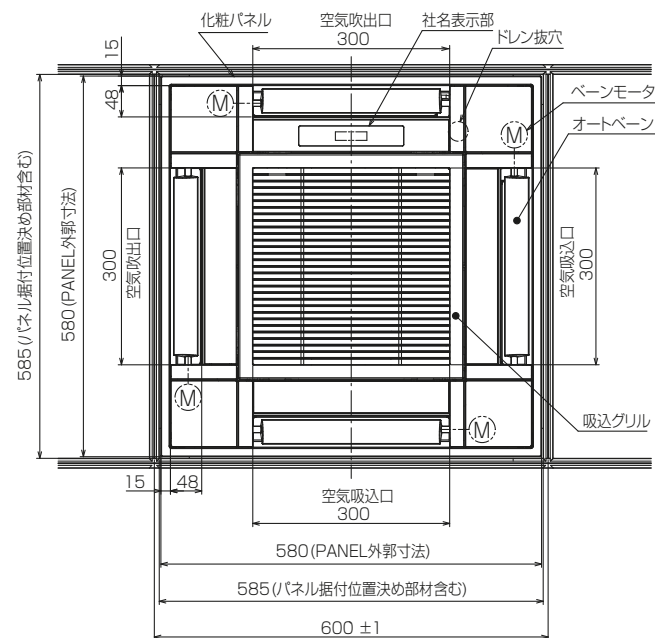 化粧パネル
空気吹出口
300
社名表示部
ドレン抜穴
15
48
M
M
ベーンモータ
オートベーン
585(パネル据付位置決め部材含む)
580(PANEL外郭寸法)
300
空気吹出口
空気吸込口
300
M
M
吸込グリル
15
48
空気吸込口
300
580(PANEL外郭寸法)
585(パネル据付位置決め部材含む)
600 ±1